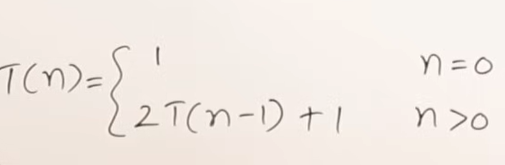 T(n)= { 1 n=0
2T(n-1)+1 n>0